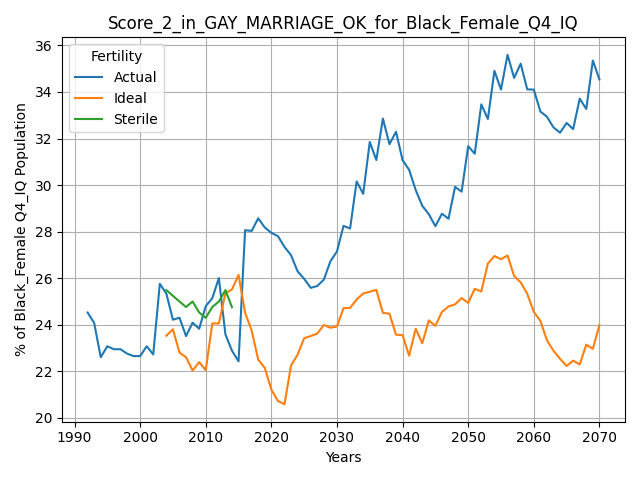 Score_2_in_GAY_MARRIAGE_OK_for_Black_Female_Q4_IQ
Fertility
Actual
Ideal
Sterile
% of Black_Female Q4_IQ Population
36
34
32
30
28
26
24
22
20
1990 2000 2010 2020 2030 2040 2050 2060 2070
Years